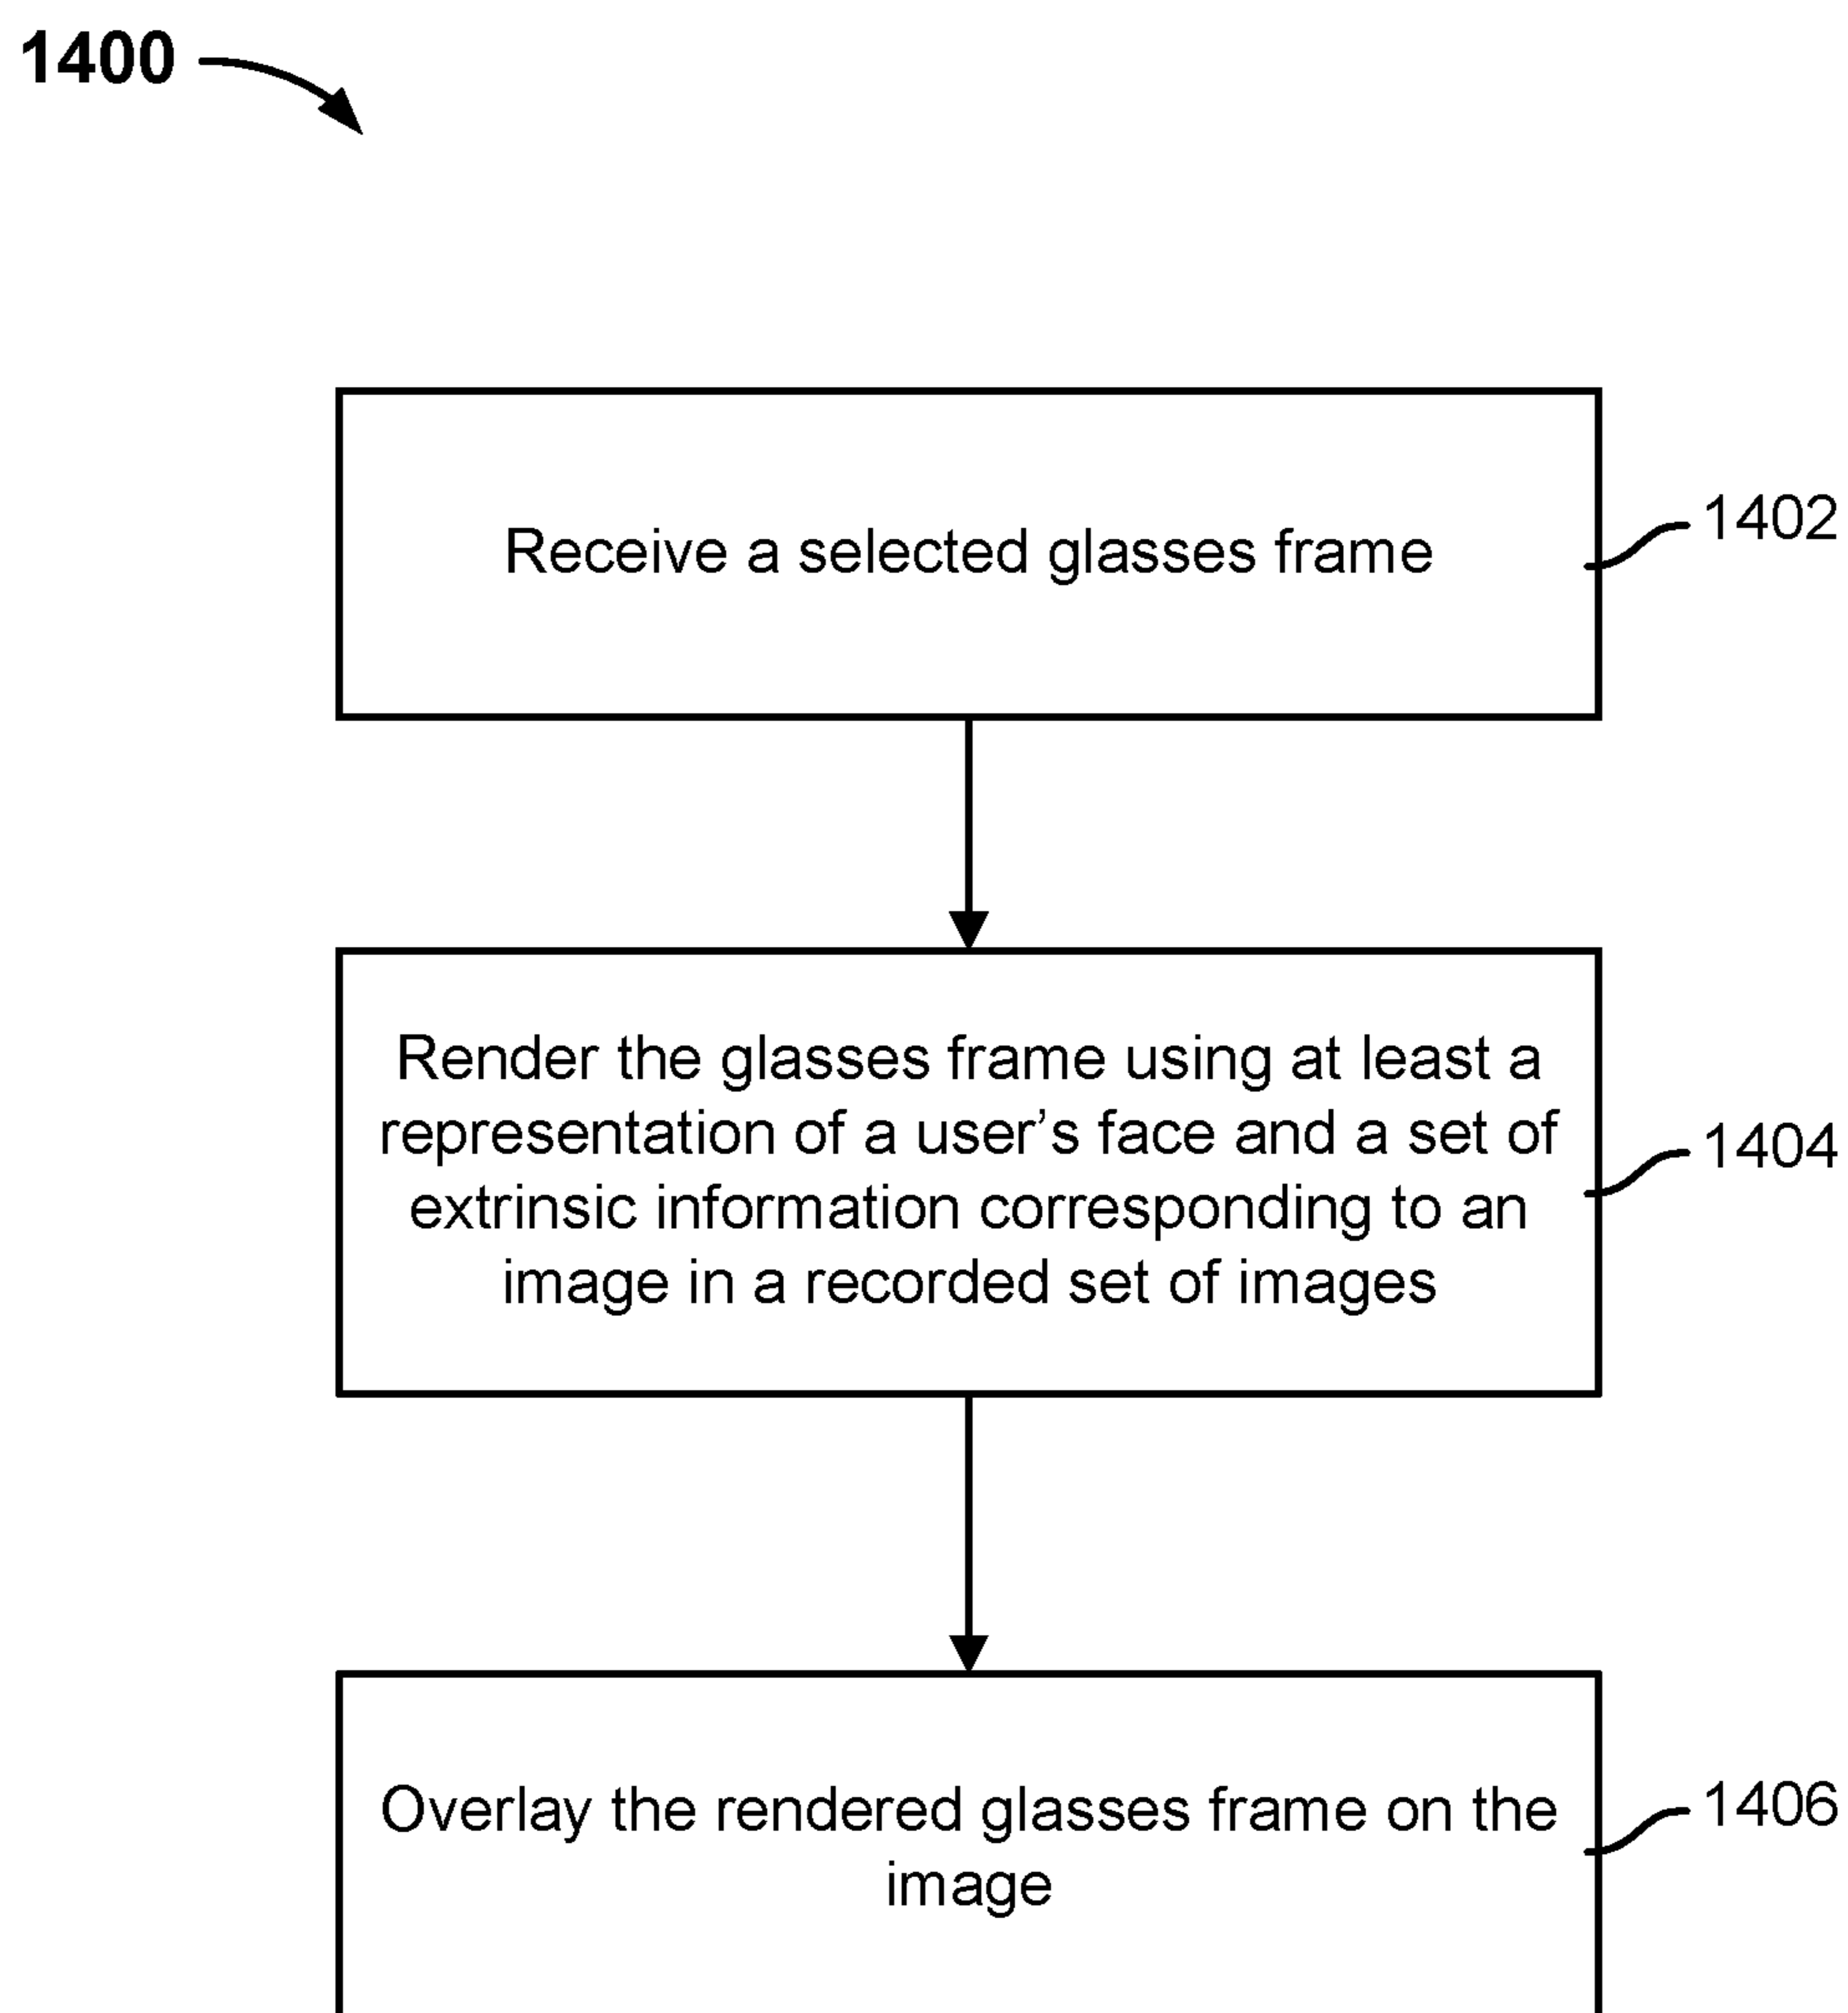 1400
Receive a selected glasses frame
1402
Render the glasses frame using at least a
representation of a user’s face and a set of
extrinsic information corresponding to an
image in a recorded set of images
1404
Overlay the rendered glasses frame on the
image
1406